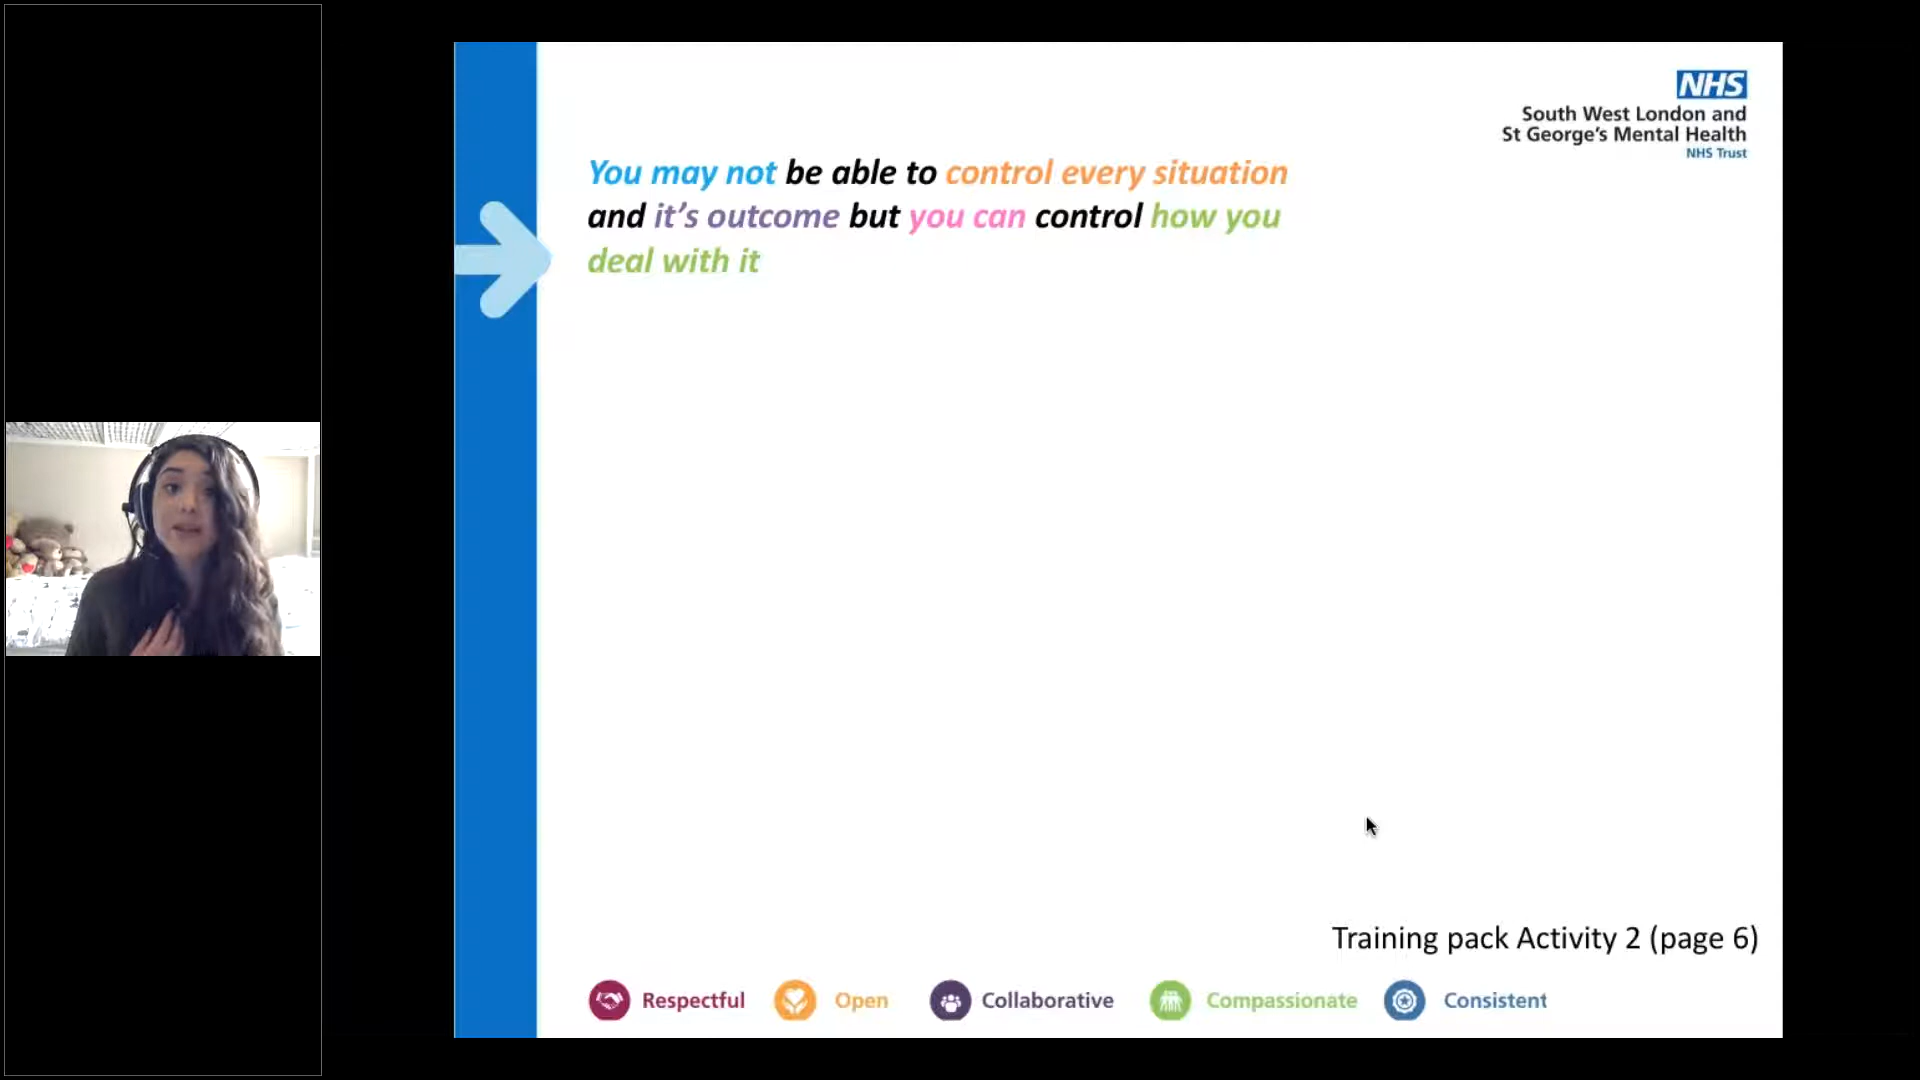 NHS
South West London and
St George's Mental Health
NHS Trust
You may not be able to control every situation
and it's outcome but you can control how you
deal with it
Training pack Activity 2 (page 6)
Respectful Open Collaborative Compassionate Consistent